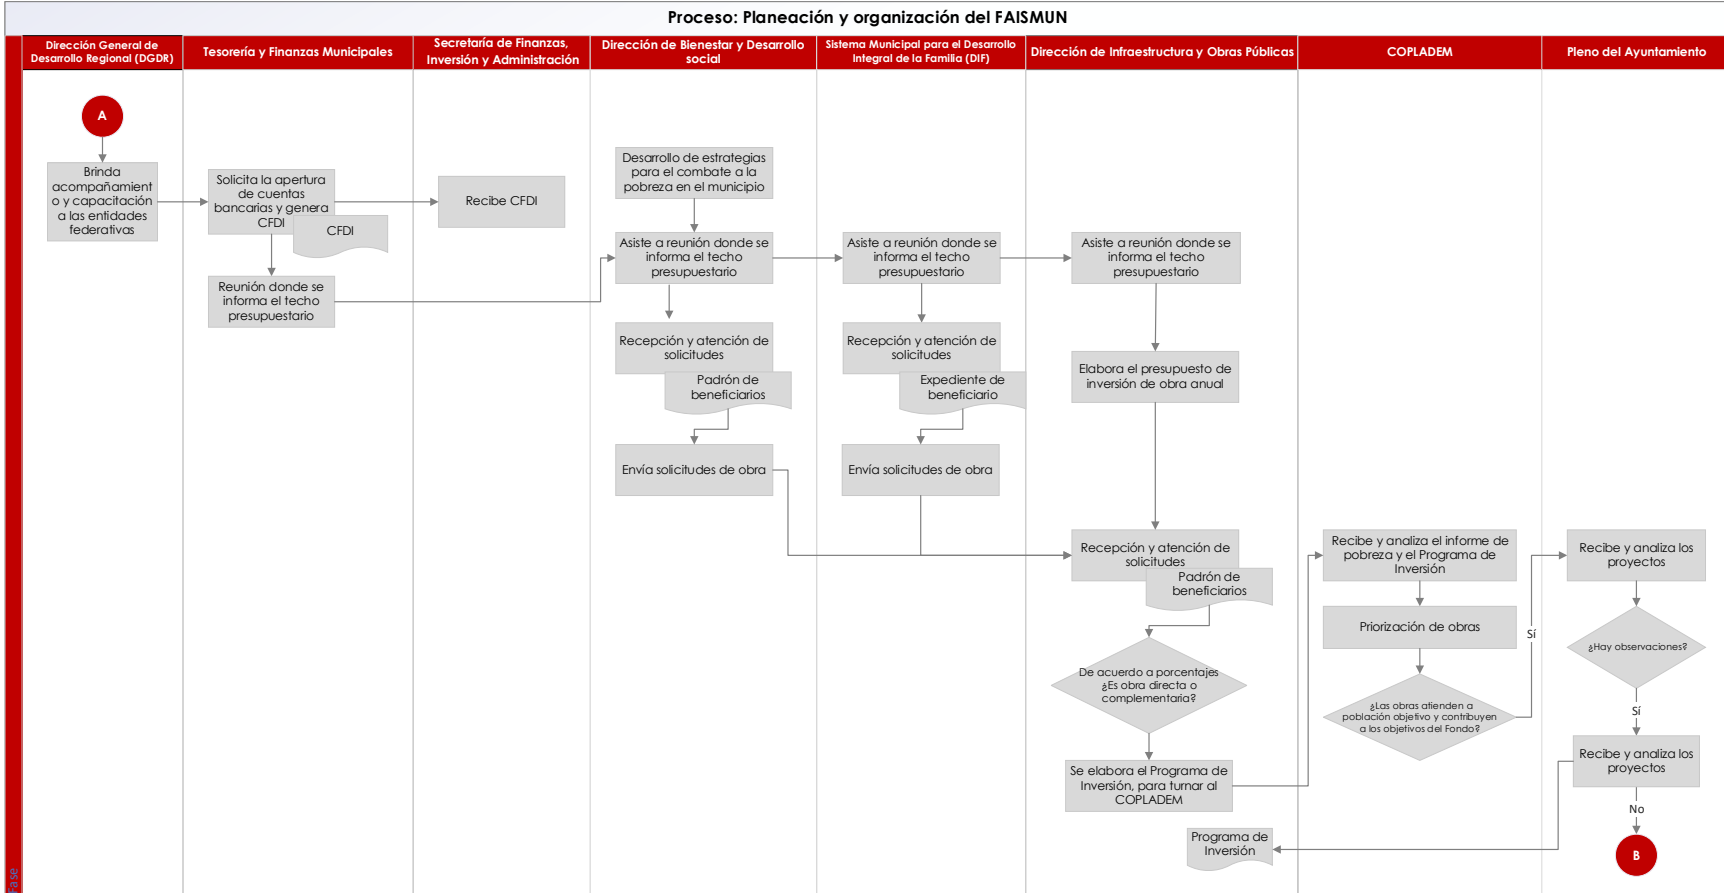 Proceso: Planeación y organización del FAISMUN
Dirección General de
Desarrollo Regional (DGDR)
Tesorería y Finanzas Municipales
Secretaría de Finanzas,
Inversión y Administración
Dirección de Bienestar y Desarrollo
social
Sistema Municipal para el Desarrollo
Integral de la Familia (DIF)
Dirección de Infraestructura y Obras Públicas
COPLADEM
Pleno del Ayuntamiento
A
Brinda
acompañamient
o y capacitación
a las entidades
federativas
Solicita la apertura
de cuentas
bancarias y genera
CFDI
CFDI
Reunión donde se
informa el techo
presupuestario
Recibe CFDI
Desarrollo de estrategias
para el combate a la
pobreza en el municipio
Asiste a reunión donde se
informa el techo
presupuestario
Recepción y atención de
solicitudes
Padrón de
beneficiarios
Envía solicitudes de obra
Asiste a reunión donde se
informa el techo
presupuestario
Recepción y atención de
solicitudes
Expediente de
beneficiario
Envía solicitudes de obra
Asiste a reunión donde se
informa el techo
presupuestario
Elabora el presupuesto de
inversión de obra anual
Recepción y atención de
solicitudes
Padrón de
beneficiarios
De acuerdo a porcentajes
¿Es obra directa o
complementaria?
Se elabora el Programa de
Inversión, para turnar al
COPLADEM
Programa de
Inversión
Recibe y analiza el informe de
pobreza y el Programa de
Inversión
Priorización de obras
¿Las obras atienden a
población objetivo y contribuyen
a los objetivos del Fondo?
Sí
Recibe y analiza los
proyectos
¿Hay observaciones?
Sí
Recibe y analiza los
proyectos
No
B
Fase